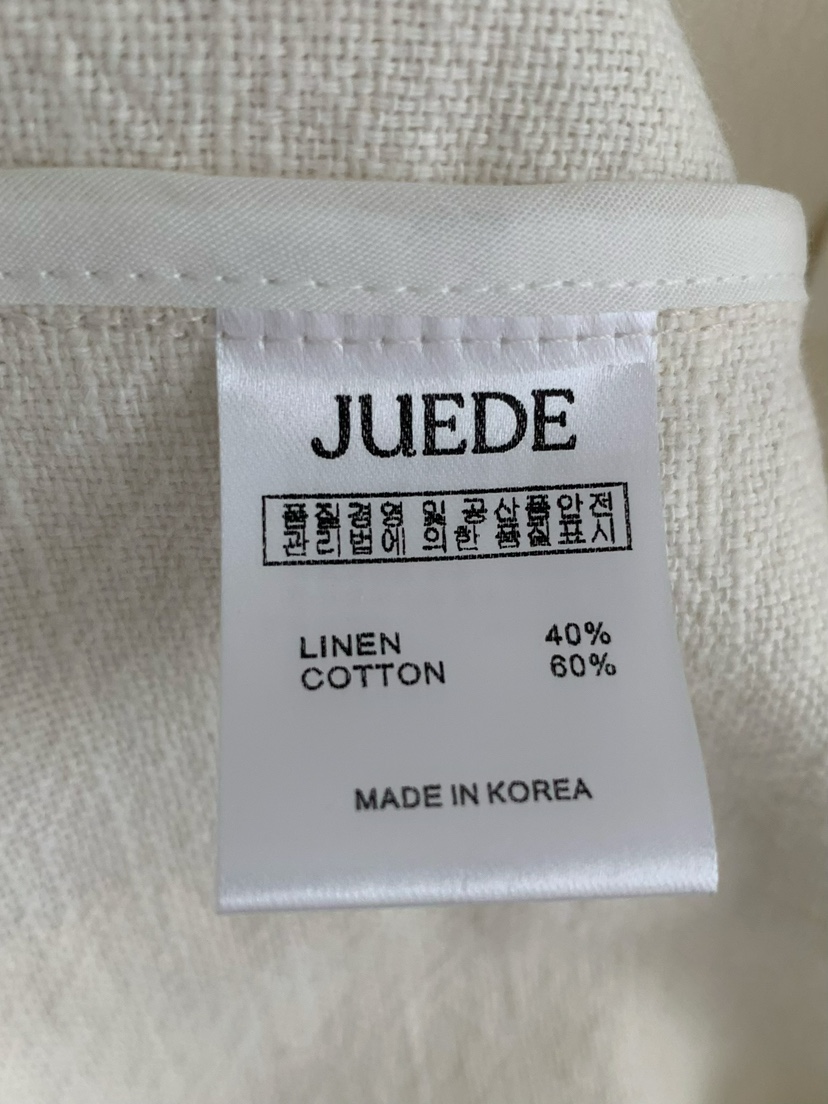 JUEDE
품질경영 및 공산품안전
관리법에 의한 품질표시
LINEN 40%
COTTON 60%
MADE IN KOREA